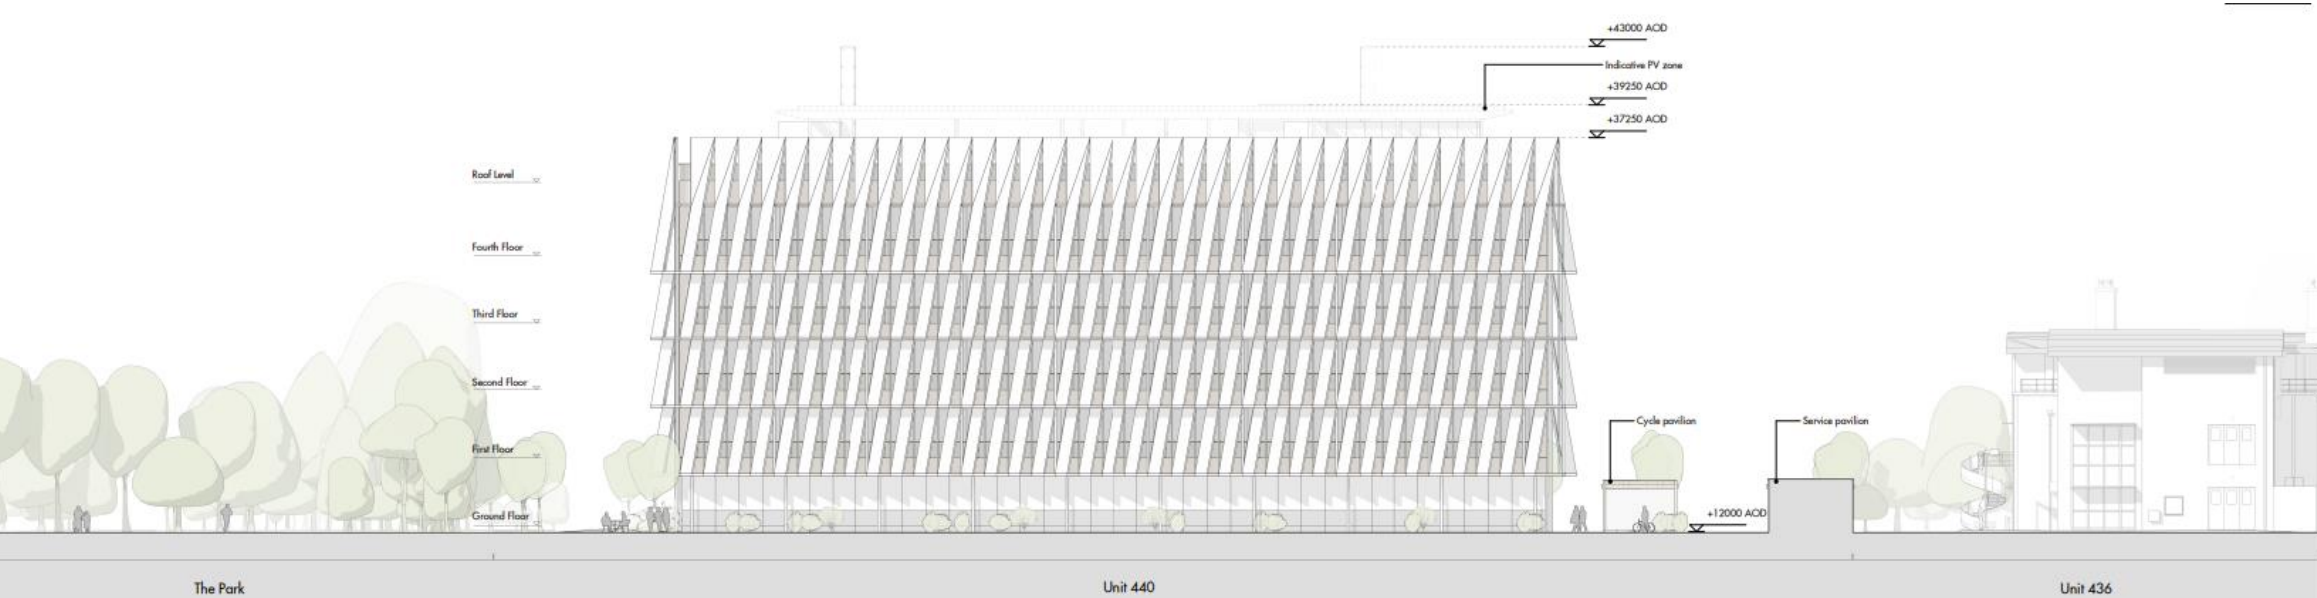 +43000 AOD
Indicative PV zone
+39250 AOD
+37250 AOD
Roof Level
Fourth Floor
Third Floor
Second Floor
First Floor
Ground Floor
Cycle pavilion
Service pavilion
+12000 AOD
The Park
Unit 440
Unit 436